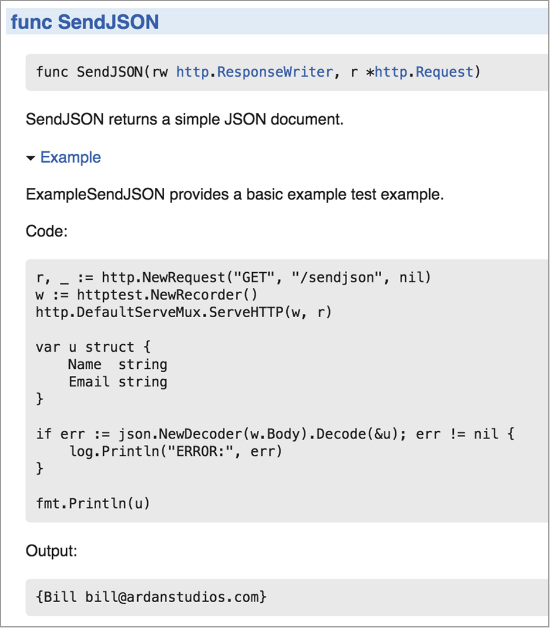 func SendJSON
func SendJSON(rw http.ResponseWriter, r *http.Request)
SendJSON returns a simple JSON document.
Example
ExampleSendJSON provides a basic example test example.
Code:
r, _ := http.NewRequest("GET", "/sendjson", nil)
w := httptest.NewRecorder()
http.DefaultServeMux.ServeHTTP(w, r)
var u struct {
    Name  string
    Email string
}
if err := json.NewDecoder(w.Body).Decode(&u); err != nil {
    log.Println("ERROR:", err)
}
fmt.Println(u)
Output:
{Bill bill@ardanstudios.com}